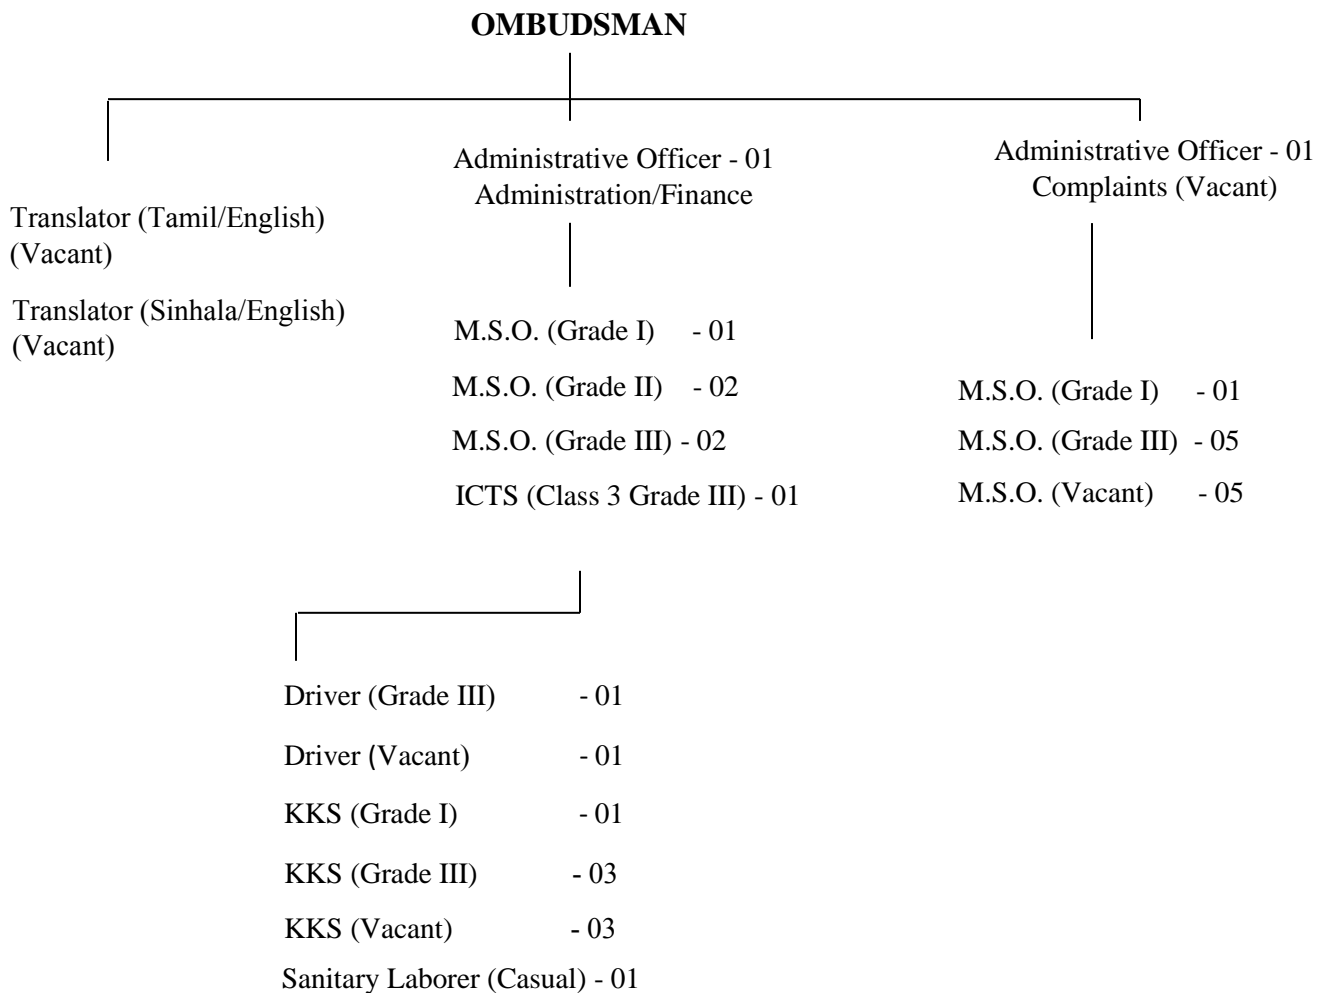 OMBUDSMAN
Translator (Tamil/English)
(Vacant)
Translator (Sinhala/English)
(Vacant)
Administrative Officer - 01
Administration/Finance
M.S.O. (Grade I) - 01
M.S.O. (Grade II) - 02
M.S.O. (Grade III) - 02
ICTS (Class 3 Grade III) - 01
Administrative Officer - 01
Complaints (Vacant)
M.S.O. (Grade I) - 01
M.S.O. (Grade III) - 05
M.S.O. (Vacant) - 05
Driver (Grade III) - 01
Driver (Vacant) - 01
KKS (Grade I) - 01
KKS (Grade III) - 03
KKS (Vacant) - 03
Sanitary Laborer (Casual) - 01